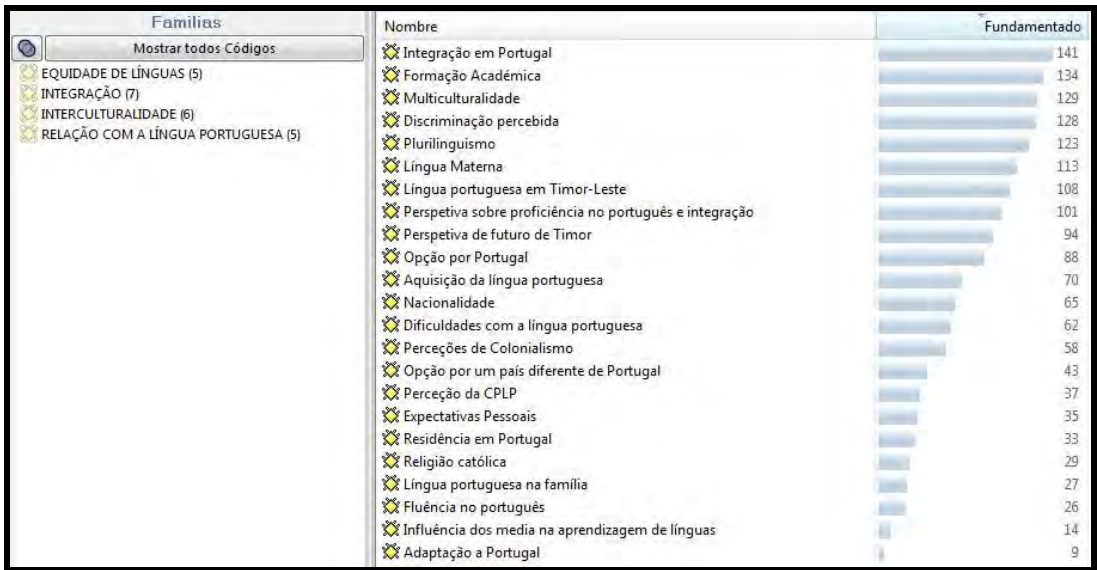 Familias
Mostrar todos Códigos
EQUIDADE DE LÍNGUAS (5)
INTEGRAÇÃO (7)
INTERCULTURALIDADE (6)
RELAÇÃO COM A LÍNGUA PORTUGUESA (5)
Nombre Fundamentado
Integração em Portugal 141
Formação Académica 134
Multiculturalidade 129
Discriminação percebida 128
Plurilinguismo 123
Língua Materna 113
Língua portuguesa em Timor-Leste 108
Perspetiva sobre proficiência no português e integração 101
Perspetiva de futuro de Timor 94
Opção por Portugal 88
Aquisição da língua portuguesa 70
Nacionalidade 65
Dificuldades com a língua portuguesa 62
Perceções de Colonialismo 58
Opção por um país diferente de Portugal 43
Perceção da CPLP 37
Expectativas Pessoais 35
Residência em Portugal 33
Religião católica 29
Língua portuguesa na família 27
Fluência no português 26
Influência dos media na aprendizagem de línguas 14
Adaptação a Portugal 9